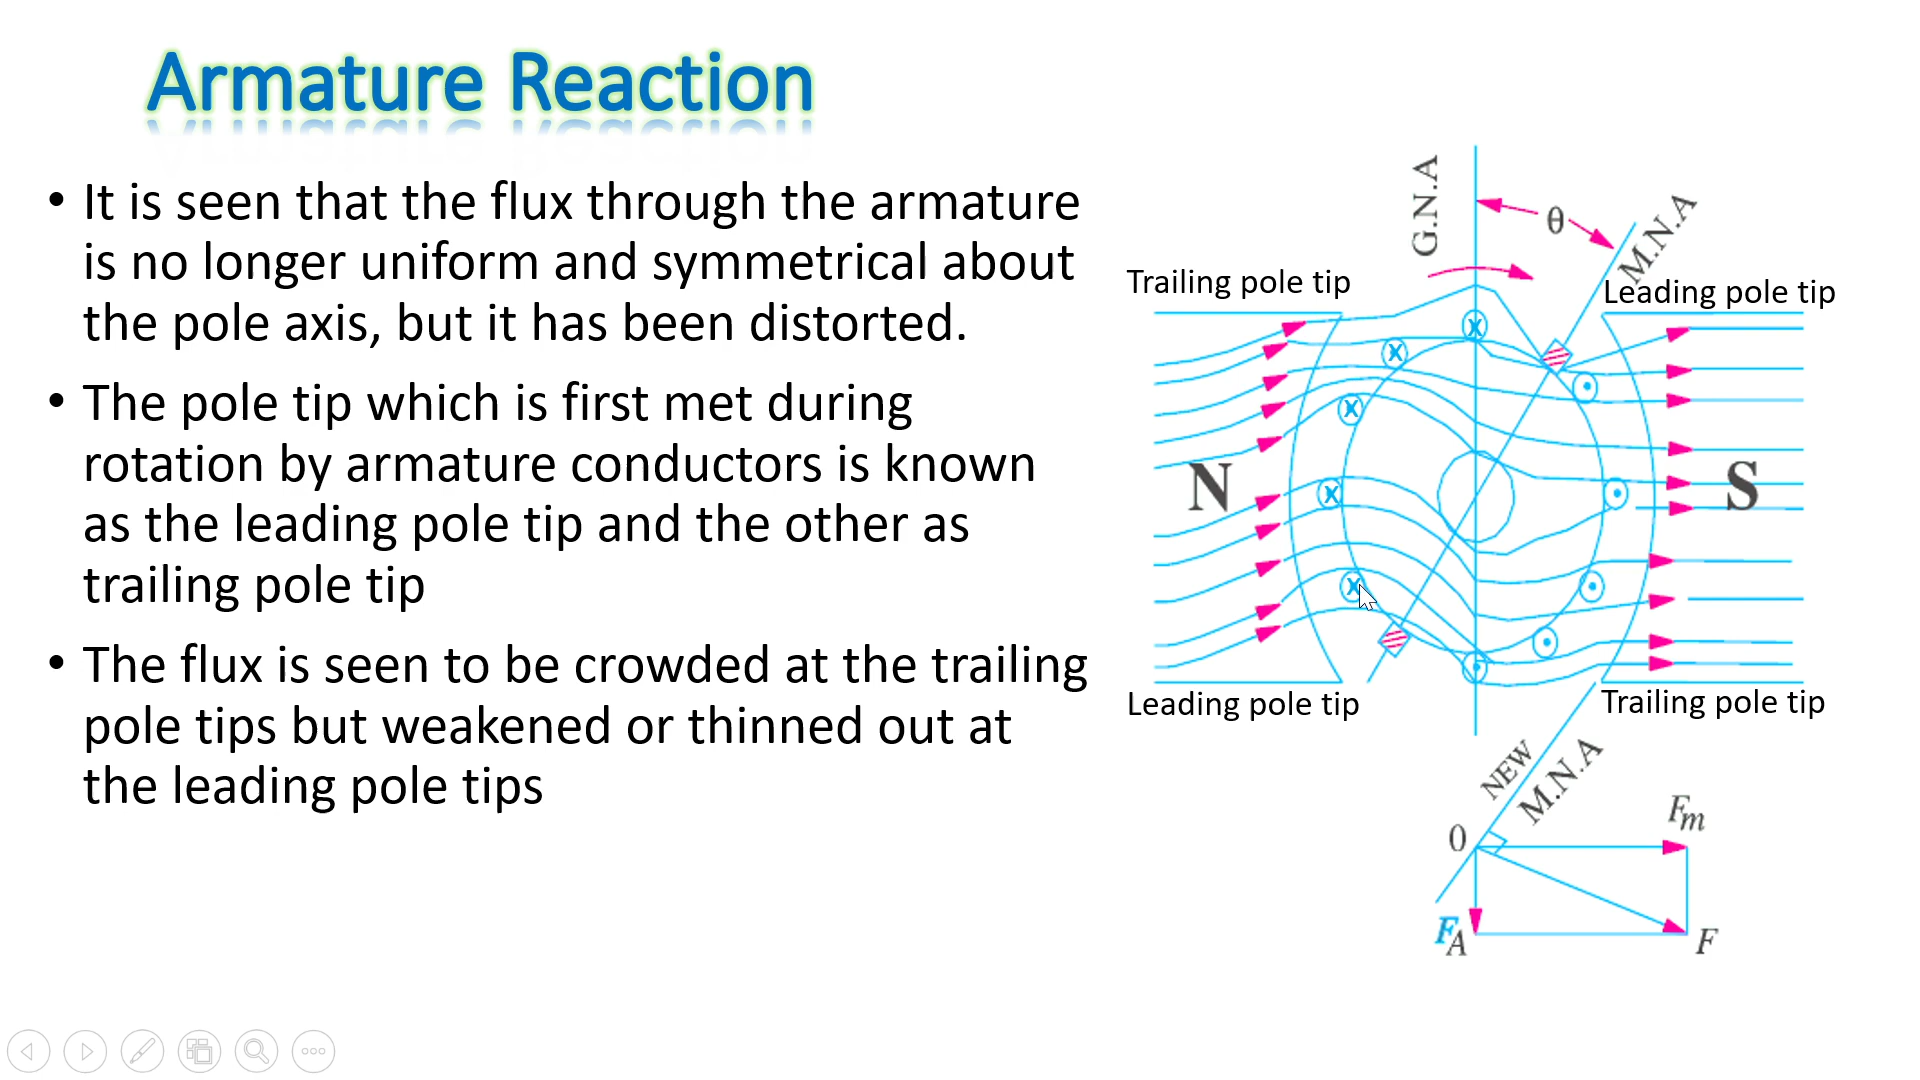 Armature Reaction
• It is seen that the flux through the armature
is no longer uniform and symmetrical about
the pole axis, but it has been distorted.
• The pole tip which is first met during
rotation by armature conductors is known
as the leading pole tip and the other as
trailing pole tip
• The flux is seen to be crowded at the trailing
pole tips but weakened or thinned out at
the leading pole tips
G.N.A
θ
M.N.A
Trailing pole tip
Leading pole tip
X
X
X
N
X
S
X
Leading pole tip
Trailing pole tip
NEW
M.N.A
0
Fm
FA
F